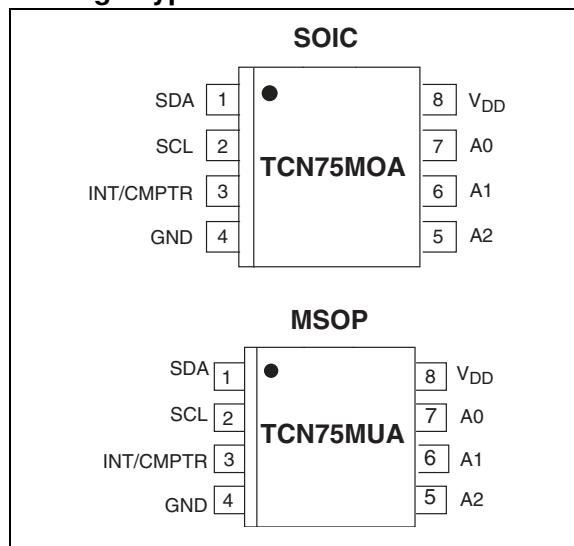 SOIC
SDA 1 8 VDD
SCL 2 7 A0
TCN75MOA
INT/CMPTR 3 6 A1
GND 4 5 A2
MSOP
SDA 1 8 VDD
SCL 2 7 A0
TCN75MUA
INT/CMPTR 3 6 A1
GND 4 5 A2